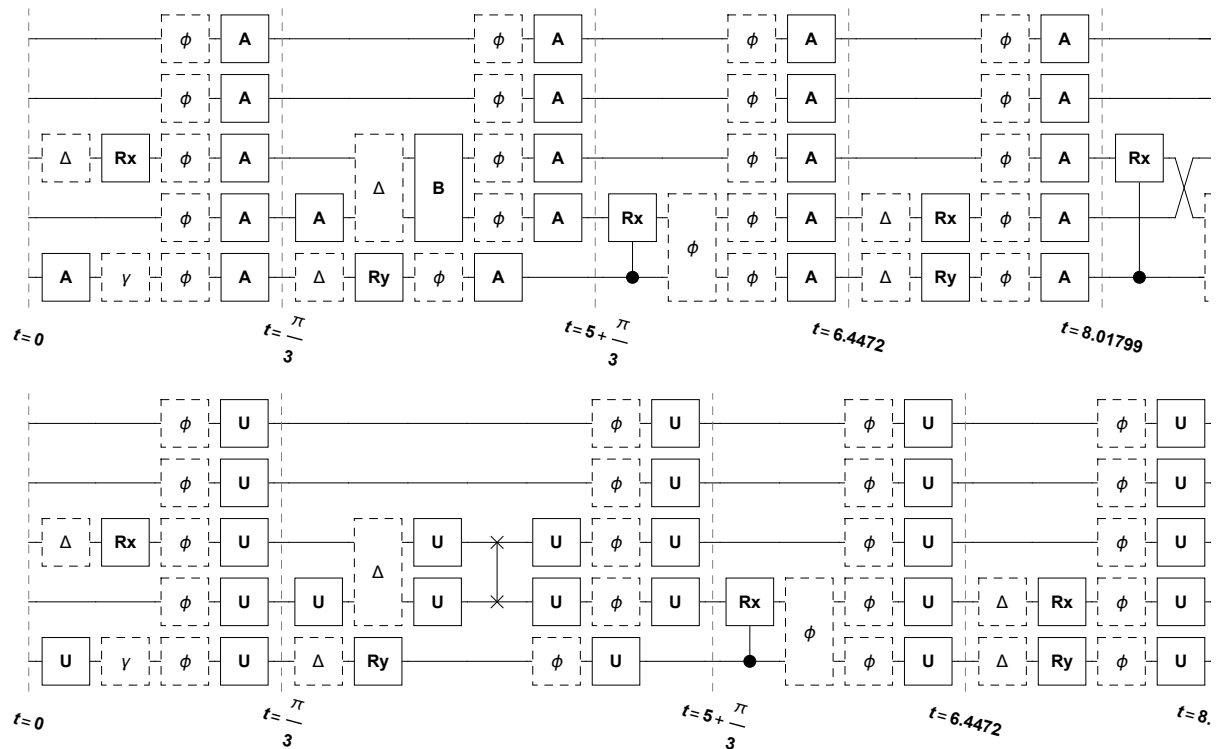 ϕ A ϕ A ϕ A ϕ A
ϕ A ϕ A ϕ A ϕ A
Δ Rx ϕ A ϕ A ϕ A ϕ A Rx
Δ B
ϕ A A ϕ A Rx ϕ A Δ Rx ϕ A
ϕ
A γ ϕ A Δ Ry ϕ A ϕ A Δ Ry ϕ A
t=0
t=π/3
t=5+π/3
t=6.4472
t=8.01799
ϕ U ϕ U ϕ U ϕ U
ϕ U ϕ U ϕ U ϕ U
Δ Rx ϕ U U U ϕ U ϕ U ϕ U
Δ
ϕ U U U U ϕ U Rx ϕ U Δ Rx ϕ U
ϕ
U γ ϕ U Δ Ry ϕ U ϕ U Δ Ry ϕ U
t=0
t=π/3
t=5+π/3
t=6.4472
t=8.